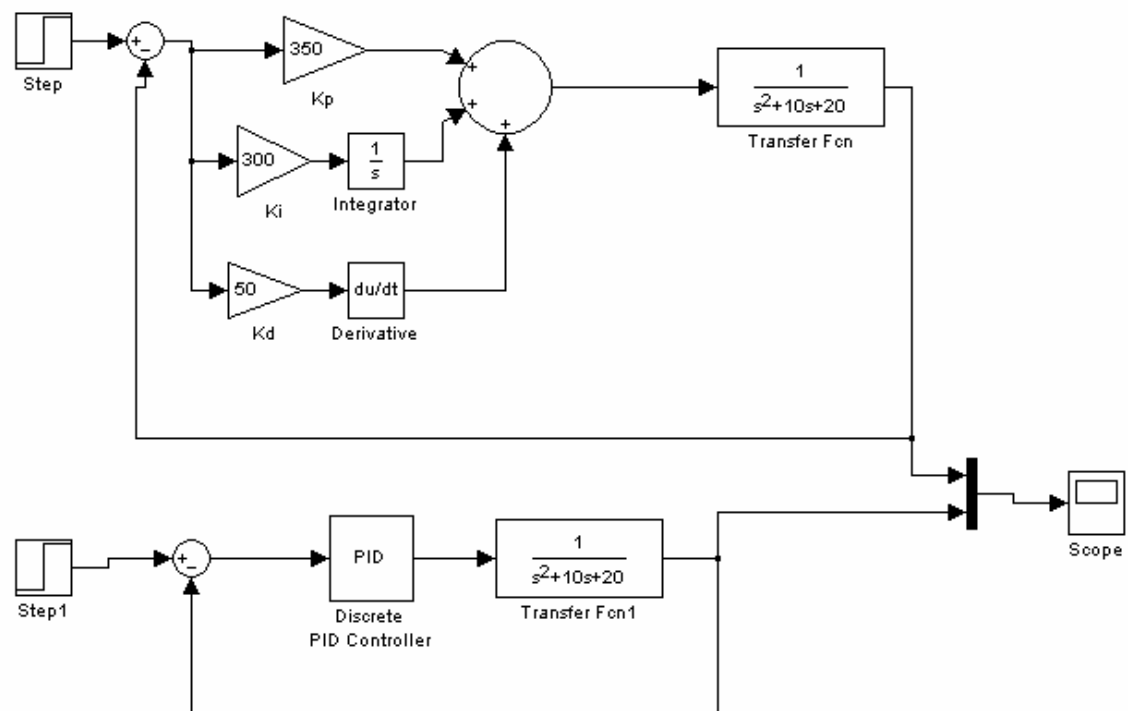 Step
+
−
350
Kp
300
Ki
1
s
Integrator
50
Kd
du/dt
Derivative
+
+
+
1
s²+10s+20
Transfer Fcn
Step1
+
−
PID
Discrete
PID Controller
1
s²+10s+20
Transfer Fcn1
Scope